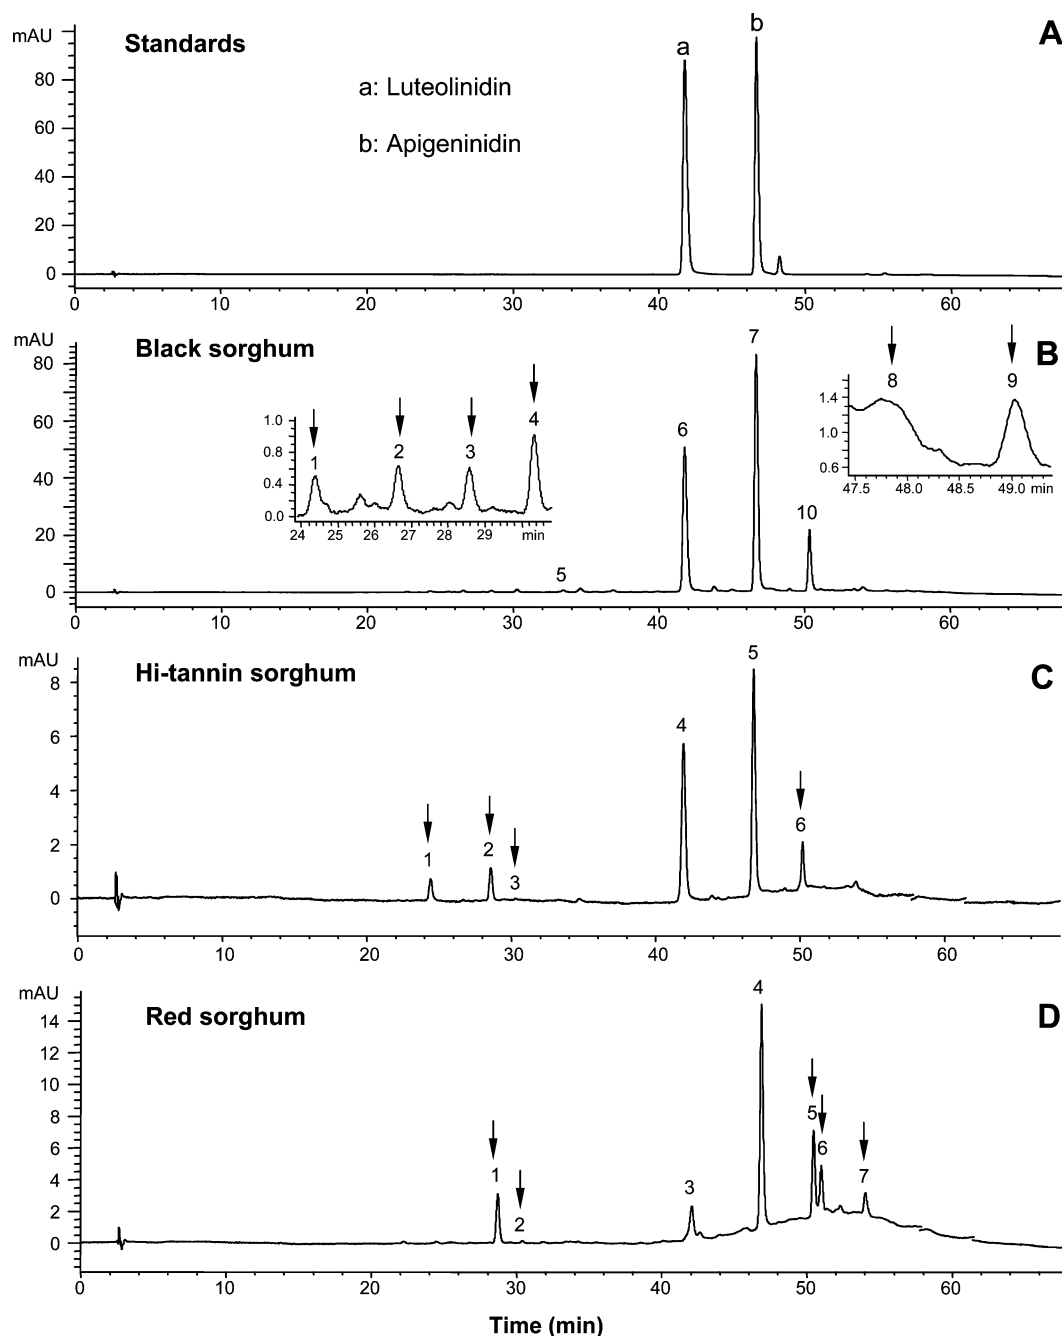 A
mAU
Standards
a
b
a: Luteolinidin
b: Apigeninidin
80
60
40
20
0
0 10 20 30 40 50 60
B
mAU
Black sorghum
80
60
40
20
0
1.0
0.8
0.4
0.0
1 2 3 4
24 25 26 27 28 29 min
5
6
7
10
1.4
1.0
0.6
8 9
47.5 48.0 48.5 49.0 min
0 10 20 30 40 50 60
C
mAU
Hi-tannin sorghum
8
6
4
2
0
1 2 3 4 5 6
0 10 20 30 40 50 60
D
mAU
Red sorghum
14
12
10
8
6
4
2
0
1 2 3 4 5 6 7
0 10 20 30 40 50 60
Time (min)